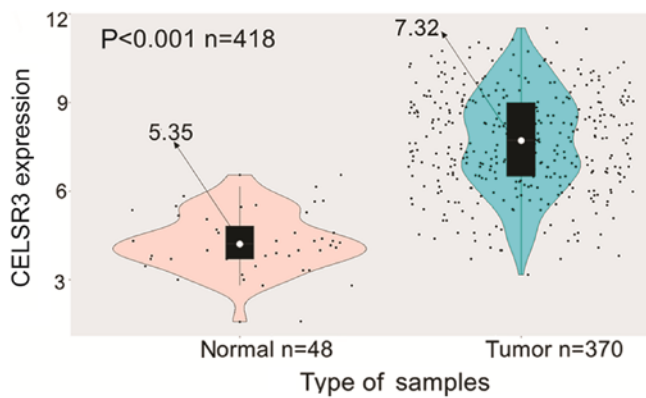 CELSR3 expression
12
9
6
3
P<0.001 n=418
5.35
7.32
Normal n=48
Tumor n=370
Type of samples